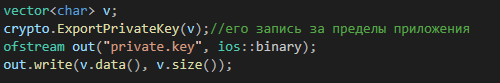 vector<char> v;
crypto.ExportPrivateKey(v);//его запись за пределы приложения
ofstream out("private.key", ios::binary);
out.write(v.data(), v.size());